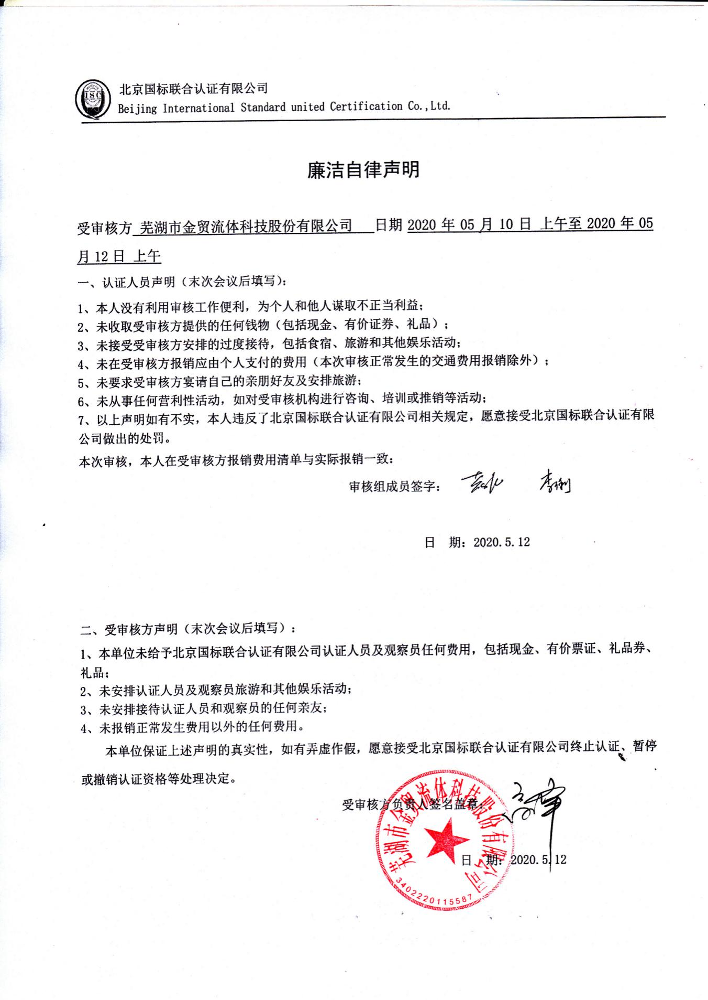 ISC
北京国标联合认证有限公司
Beijing International Standard united Certification Co.,Ltd.
廉洁自律声明
受审核方 芜湖市金贸流体科技股份有限公司 日期 2020 年 05 月 10 日 上午至 2020 年 05
月 12 日 上午
一、认证人员声明（末次会议后填写）：
1、本人没有利用审核工作便利，为个人和他人谋取不正当利益；
2、未收取受审核方提供的任何钱物（包括现金、有价证券、礼品）；
3、未接受受审核方安排的过度接待，包括食宿、旅游和其他娱乐活动；
4、未在受审核方报销应由个人支付的费用（本次审核正常发生的交通费用报销除外）；
5、未要求受审核方宴请自己的亲朋好友及安排旅游；
6、未从事任何营利性活动，如对受审核机构进行咨询、培训或推销等活动；
7、以上声明如有不实，本人违反了北京国标联合认证有限公司相关规定，愿意接受北京国标联合认证有限
公司做出的处罚。
本次审核，本人在受审核方报销费用清单与实际报销一致：
审核组成员签字：
日 期：2020.5.12
二、受审核方声明（末次会议后填写）：
1、本单位未给予北京国标联合认证有限公司认证人员及观察员任何费用，包括现金、有价票证、礼品券、
礼品；
2、未安排认证人员及观察员旅游和其他娱乐活动；
3、未安排接待认证人员和观察员的任何亲友；
4、未报销正常发生费用以外的任何费用。
本单位保证上述声明的真实性，如有弄虚作假，愿意接受北京国标联合认证有限公司终止认证、暂停
或撤销认证资格等处理决定。
受审核方负责人签名盖章：
芜湖市金贸流体科技股份有限公司
日 期：2020.5.12
3402220115587